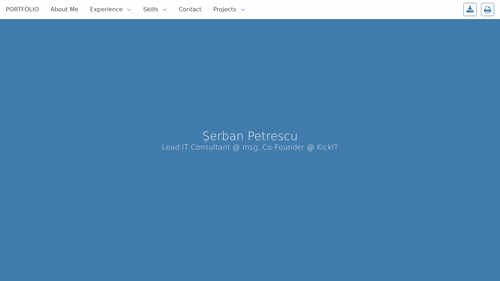 PORTFOLIO About Me Experience Skills Contact Projects
Șerban Petrescu
Lead IT Consultant @ msg, Co-Founder @ KickIT